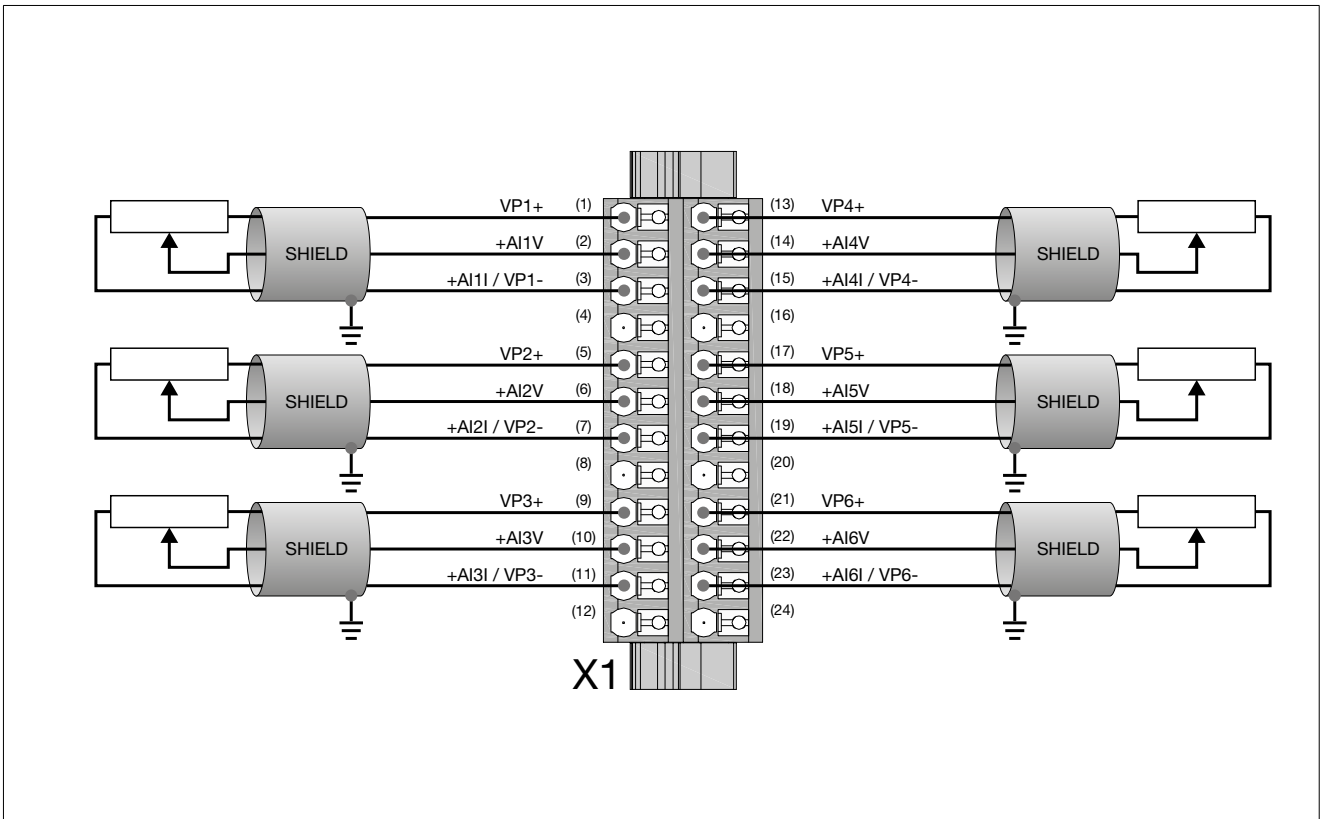 VP1+ (1) (13) VP4+
+AI1V (2) (14) +AI4V
SHIELD SHIELD
+AI1I / VP1- (3) (15) +AI4I / VP4-
(4) (16)
VP2+ (5) (17) VP5+
+AI2V (6) (18) +AI5V
SHIELD SHIELD
+AI2I / VP2- (7) (19) +AI5I / VP5-
(8) (20)
VP3+ (9) (21) VP6+
+AI3V (10) (22) +AI6V
SHIELD SHIELD
+AI3I / VP3- (11) (23) +AI6I / VP6-
(12) (24)
X1